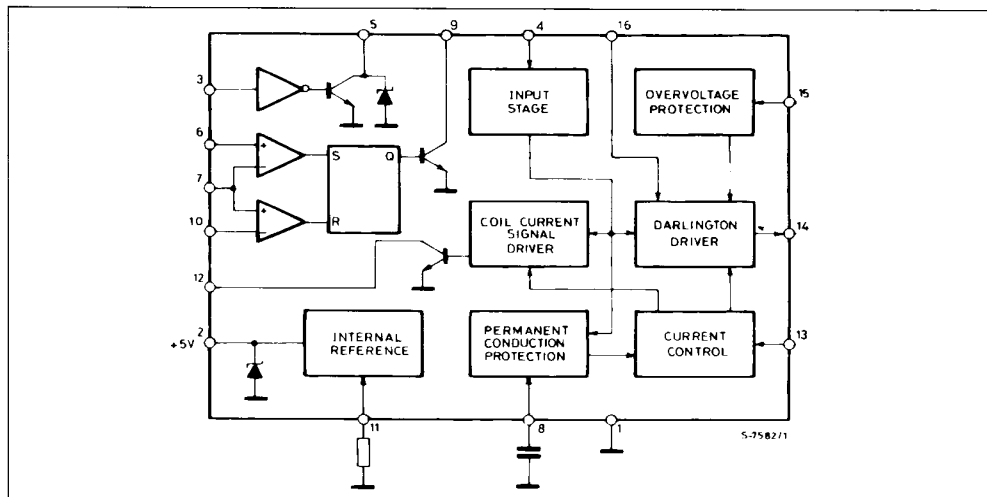 5 9 4 16
3
INPUT STAGE
OVERVOLTAGE PROTECTION
15
6 + - S Q
7
10 + - R
COIL CURRENT SIGNAL DRIVER
DARLINGTON DRIVER
14
12
+5V 2
INTERNAL REFERENCE
PERMANENT CONDUCTION PROTECTION
CURRENT CONTROL
13
11 8 1
S-7582/1